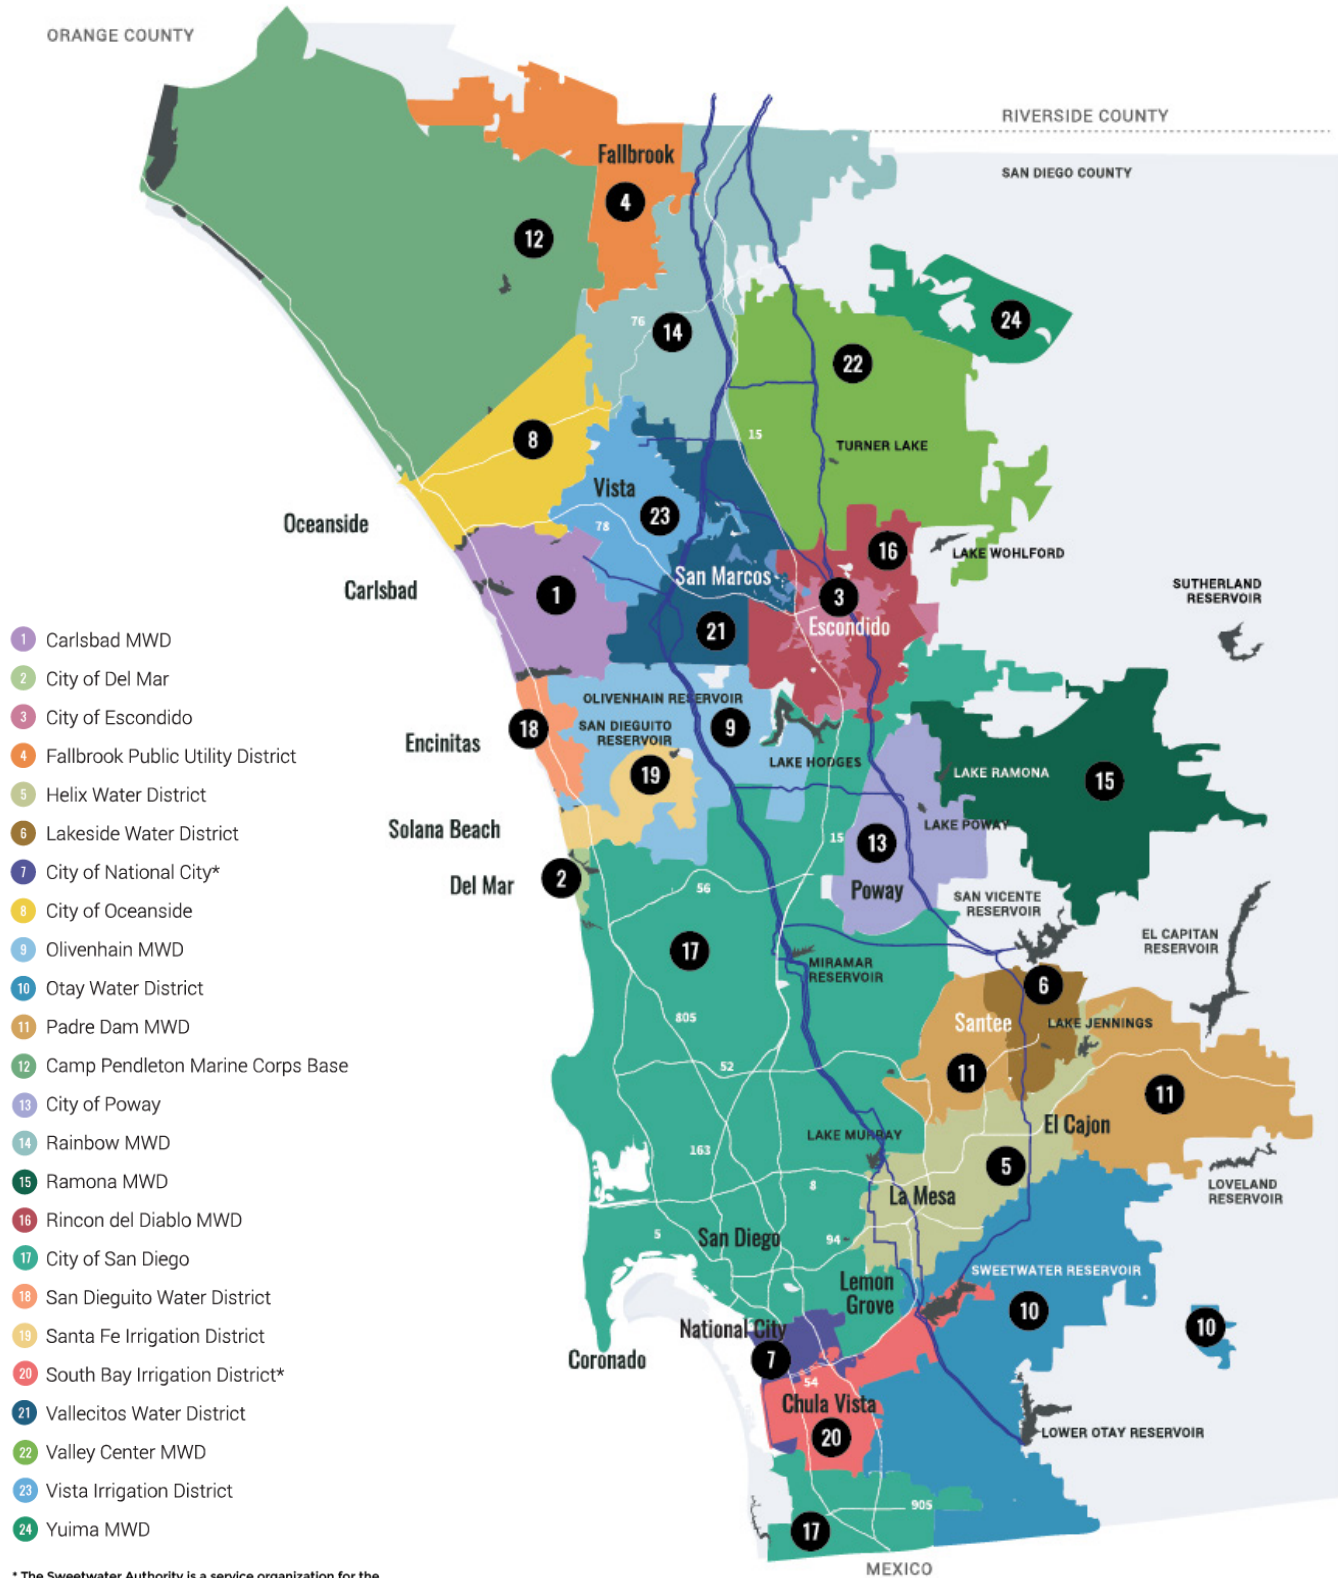 ORANGE COUNTY
RIVERSIDE COUNTY
SAN DIEGO COUNTY
Fallbrook
4
12
24
76
14
22
8
15
TURNER LAKE
Vista
23
78
Oceanside
16
LAKE WOHLFORD
San Marcos
SUTHERLAND
RESERVOIR
Carlsbad
1
3
Escondido
21
OLIVENHAIN RESERVOIR
18
SAN DIEGUITO
RESERVOIR
9
Encinitas
LAKE HODGES
19
LAKE RAMONA
15
Solana Beach
LAKE POWAY
15
13
Del Mar
2
56
Poway
SAN VICENTE
RESERVOIR
EL CAPITAN
RESERVOIR
17
MIRAMAR
RESERVOIR
6
805
Santee
LAKE JENNINGS
52
11
11
El Cajon
LAKE MURRAY
163
5
8
La Mesa
LOVELAND
RESERVOIR
5
San Diego
94
SWEETWATER RESERVOIR
Lemon
Grove
10
10
National City
7
Coronado
54
Chula Vista
20
LOWER OTAY RESERVOIR
905
17
MEXICO
1 Carlsbad MWD
2 City of Del Mar
3 City of Escondido
4 Fallbrook Public Utility District
5 Helix Water District
6 Lakeside Water District
7 City of National City*
8 City of Oceanside
9 Olivenhain MWD
10 Otay Water District
11 Padre Dam MWD
12 Camp Pendleton Marine Corps Base
13 City of Poway
14 Rainbow MWD
15 Ramona MWD
16 Rincon del Diablo MWD
17 City of San Diego
18 San Dieguito Water District
19 Santa Fe Irrigation District
20 South Bay Irrigation District*
21 Vallecitos Water District
22 Valley Center MWD
23 Vista Irrigation District
24 Yuima MWD
* The Sweetwater Authority is a service organization for the